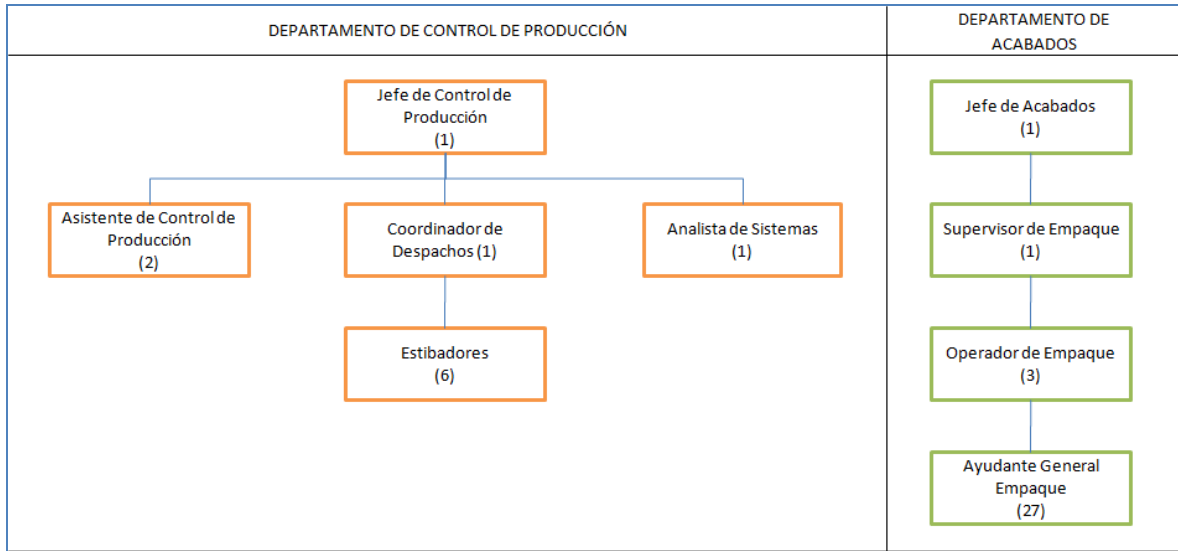 DEPARTAMENTO DE CONTROL DE PRODUCCIÓN
DEPARTAMENTO DE
ACABADOS
Jefe de Control de
Producción
(1)
Jefe de Acabados
(1)
Asistente de Control de
Producción
(2)
Coordinador de
Despachos (1)
Analista de Sistemas
(1)
Supervisor de Empaque
(1)
Estibadores
(6)
Operador de Empaque
(3)
Ayudante General
Empaque
(27)